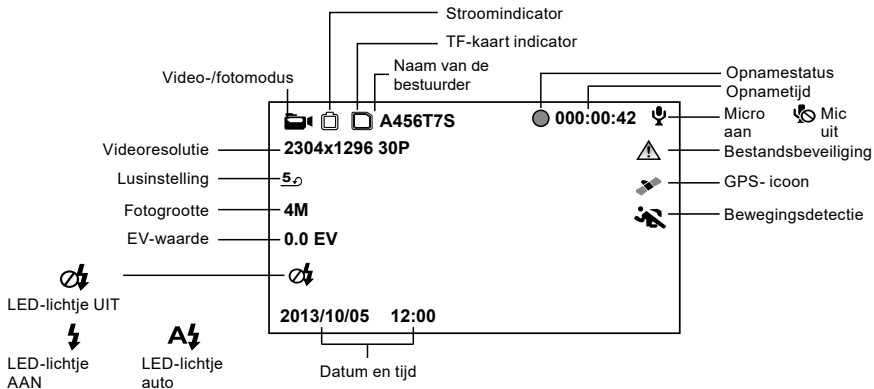 Stroomindicator
TF-kaart indicator
Naam van de
bestuurder
Video-/fotomodus
Opnamestatus
Opnametijd
A456T7S
000:00:42
Micro
aan
Mic
uit
Videoresolutie
2304x1296 30P
Bestandsbeveiliging
Lusinstelling
5
GPS- icoon
Fotogrootte
4M
Bewegingsdetectie
EV-waarde
0.0 EV
LED-lichtje UIT
2013/10/05 12:00
A
LED-lichtje
AAN
LED-lichtje
auto
Datum en tijd